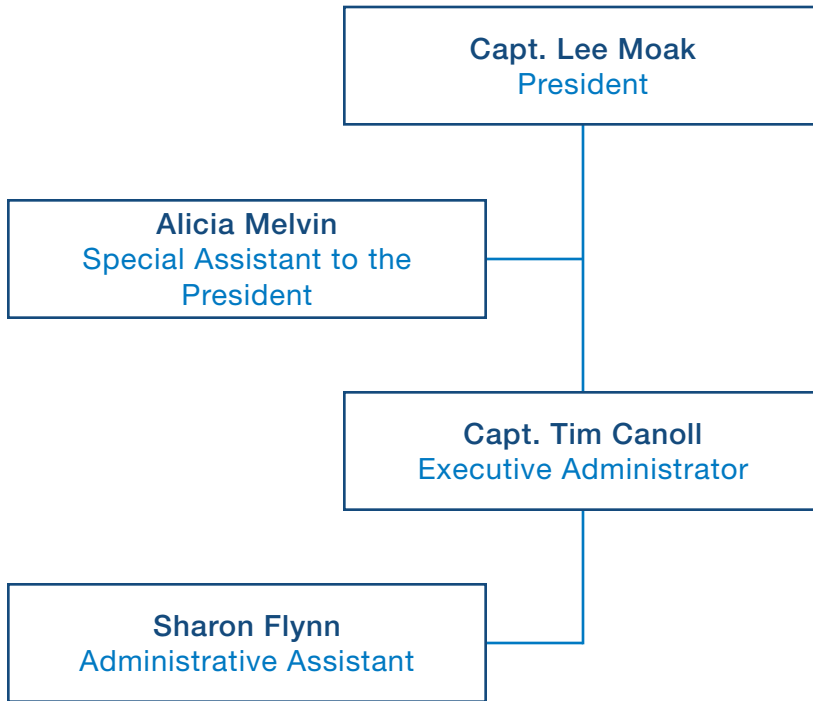 Capt. Lee Moak
President
Alicia Melvin
Special Assistant to the
President
Capt. Tim Canoll
Executive Administrator
Sharon Flynn
Administrative Assistant